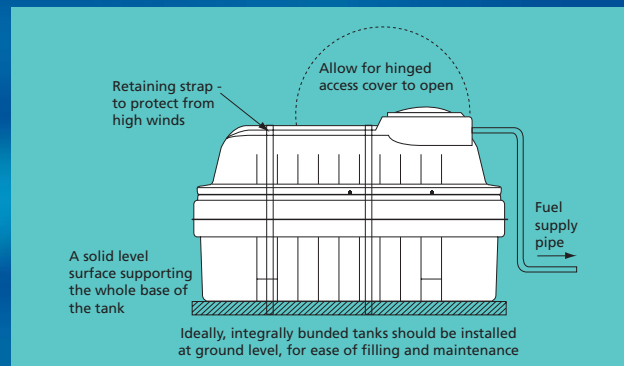 Allow for hinged
access cover to open
Retaining strap -
to protect from
high winds
Fuel
supply
pipe
A solid level
surface supporting
the whole base of
the tank
Ideally, integrally bunded tanks should be installed
at ground level, for ease of filling and maintenance